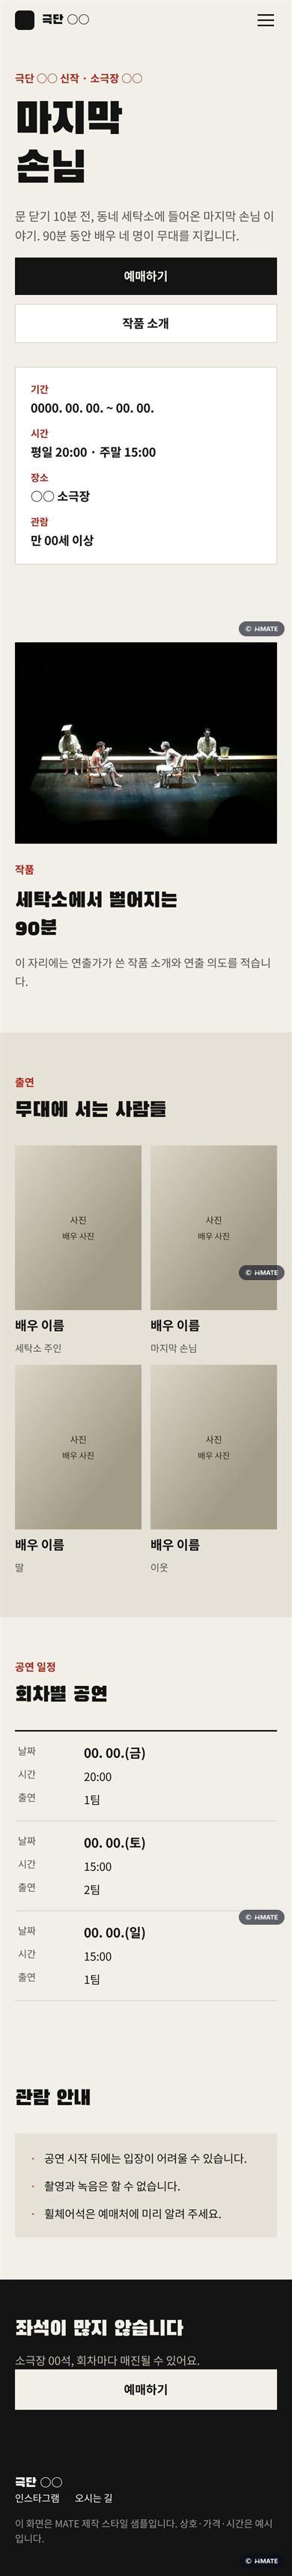 극단 ○○
극단 ○○ 신작 · 소극장 ○○
마지막
손님
문 닫기 10분 전, 동네 세탁소에 들어온 마지막 손님 이
야기. 90분 동안 배우 네 명이 무대를 지킵니다.
예매하기
작품 소개
기간
0000. 00. 00. ~ 00. 00.
시간
평일 20:00 · 주말 15:00
장소
○○ 소극장
관람
만 00세 이상
© HMATE
작품
세탁소에서 벌어지는
90분
이 자리에는 연출가가 쓴 작품 소개와 연출 의도를 적습니
다.
출연
무대에 서는 사람들
사진 사진
배우 사진 배우 사진
© HMATE
배우 이름 배우 이름
세탁소 주인 마지막 손님
사진 사진
배우 사진 배우 사진
배우 이름 배우 이름
딸 이웃
공연 일정
회차별 공연
날짜 00. 00.(금)
시간 20:00
출연 1팀
날짜 00. 00.(토)
시간 15:00
출연 2팀
© HMATE
날짜 00. 00.(일)
시간 15:00
출연 1팀
관람 안내
· 공연 시작 뒤에는 입장이 어려울 수 있습니다.
· 촬영과 녹음은 할 수 없습니다.
· 휠체어석은 예매처에 미리 알려 주세요.
좌석이 많지 않습니다
소극장 00석, 회차마다 매진될 수 있어요.
예매하기
극단 ○○
인스타그램 오시는 길
이 화면은 MATE 제작 스타일 샘플입니다. 상호·가격·시간은 예시
입니다.
© HMATE